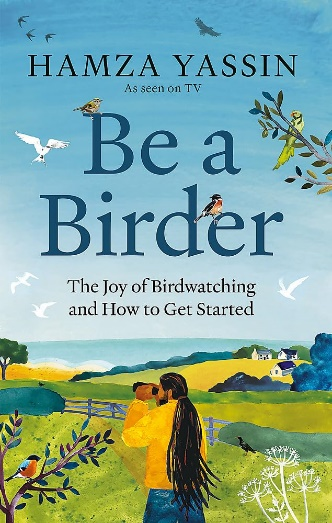 HAMZA YASSIN
As seen on TV
Be a
Birder
The Joy of Birdwatching
and How to Get Started